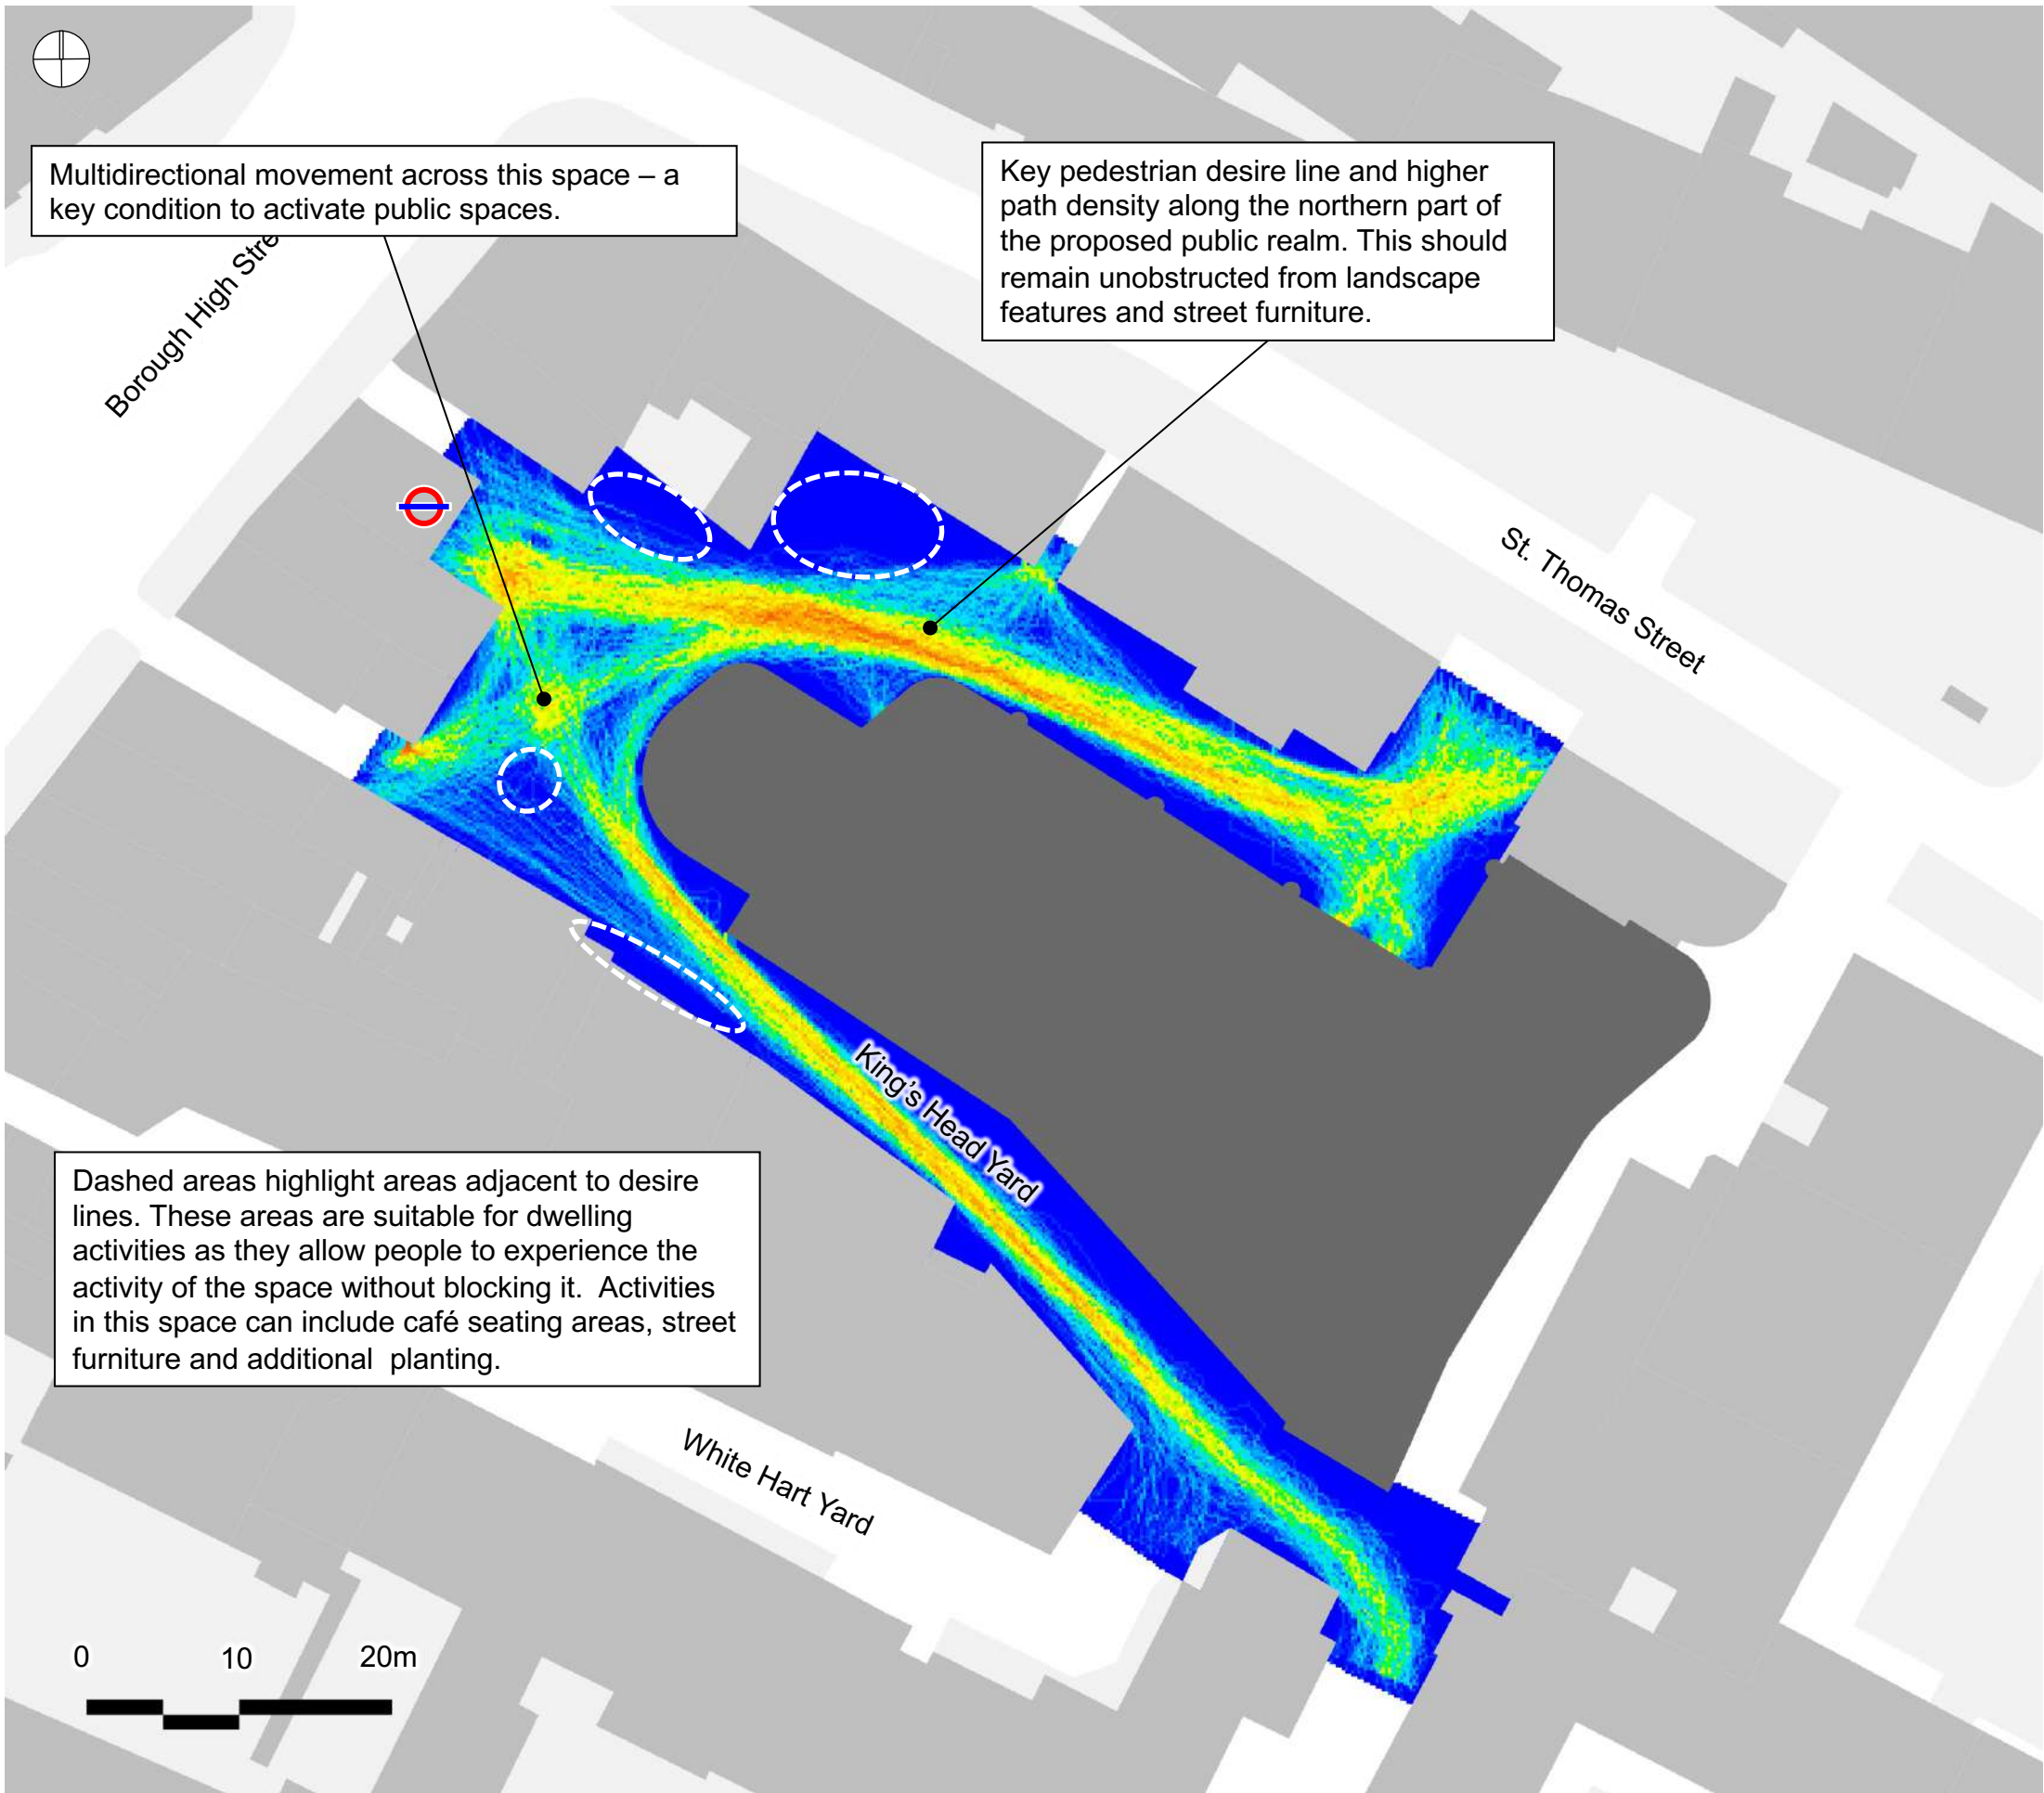 Multidirectional movement across this space – a
key condition to activate public spaces.
Key pedestrian desire line and higher
path density along the northern part of
the proposed public realm. This should
remain unobstructed from landscape
features and street furniture.
Borough High Stre
St. Thomas Street
King's Head Yard
Dashed areas highlight areas adjacent to desire
lines. These areas are suitable for dwelling
activities as they allow people to experience the
activity of the space without blocking it.  Activities
in this space can include café seating areas, street
furniture and additional  planting.
White Hart Yard
0 10 20m